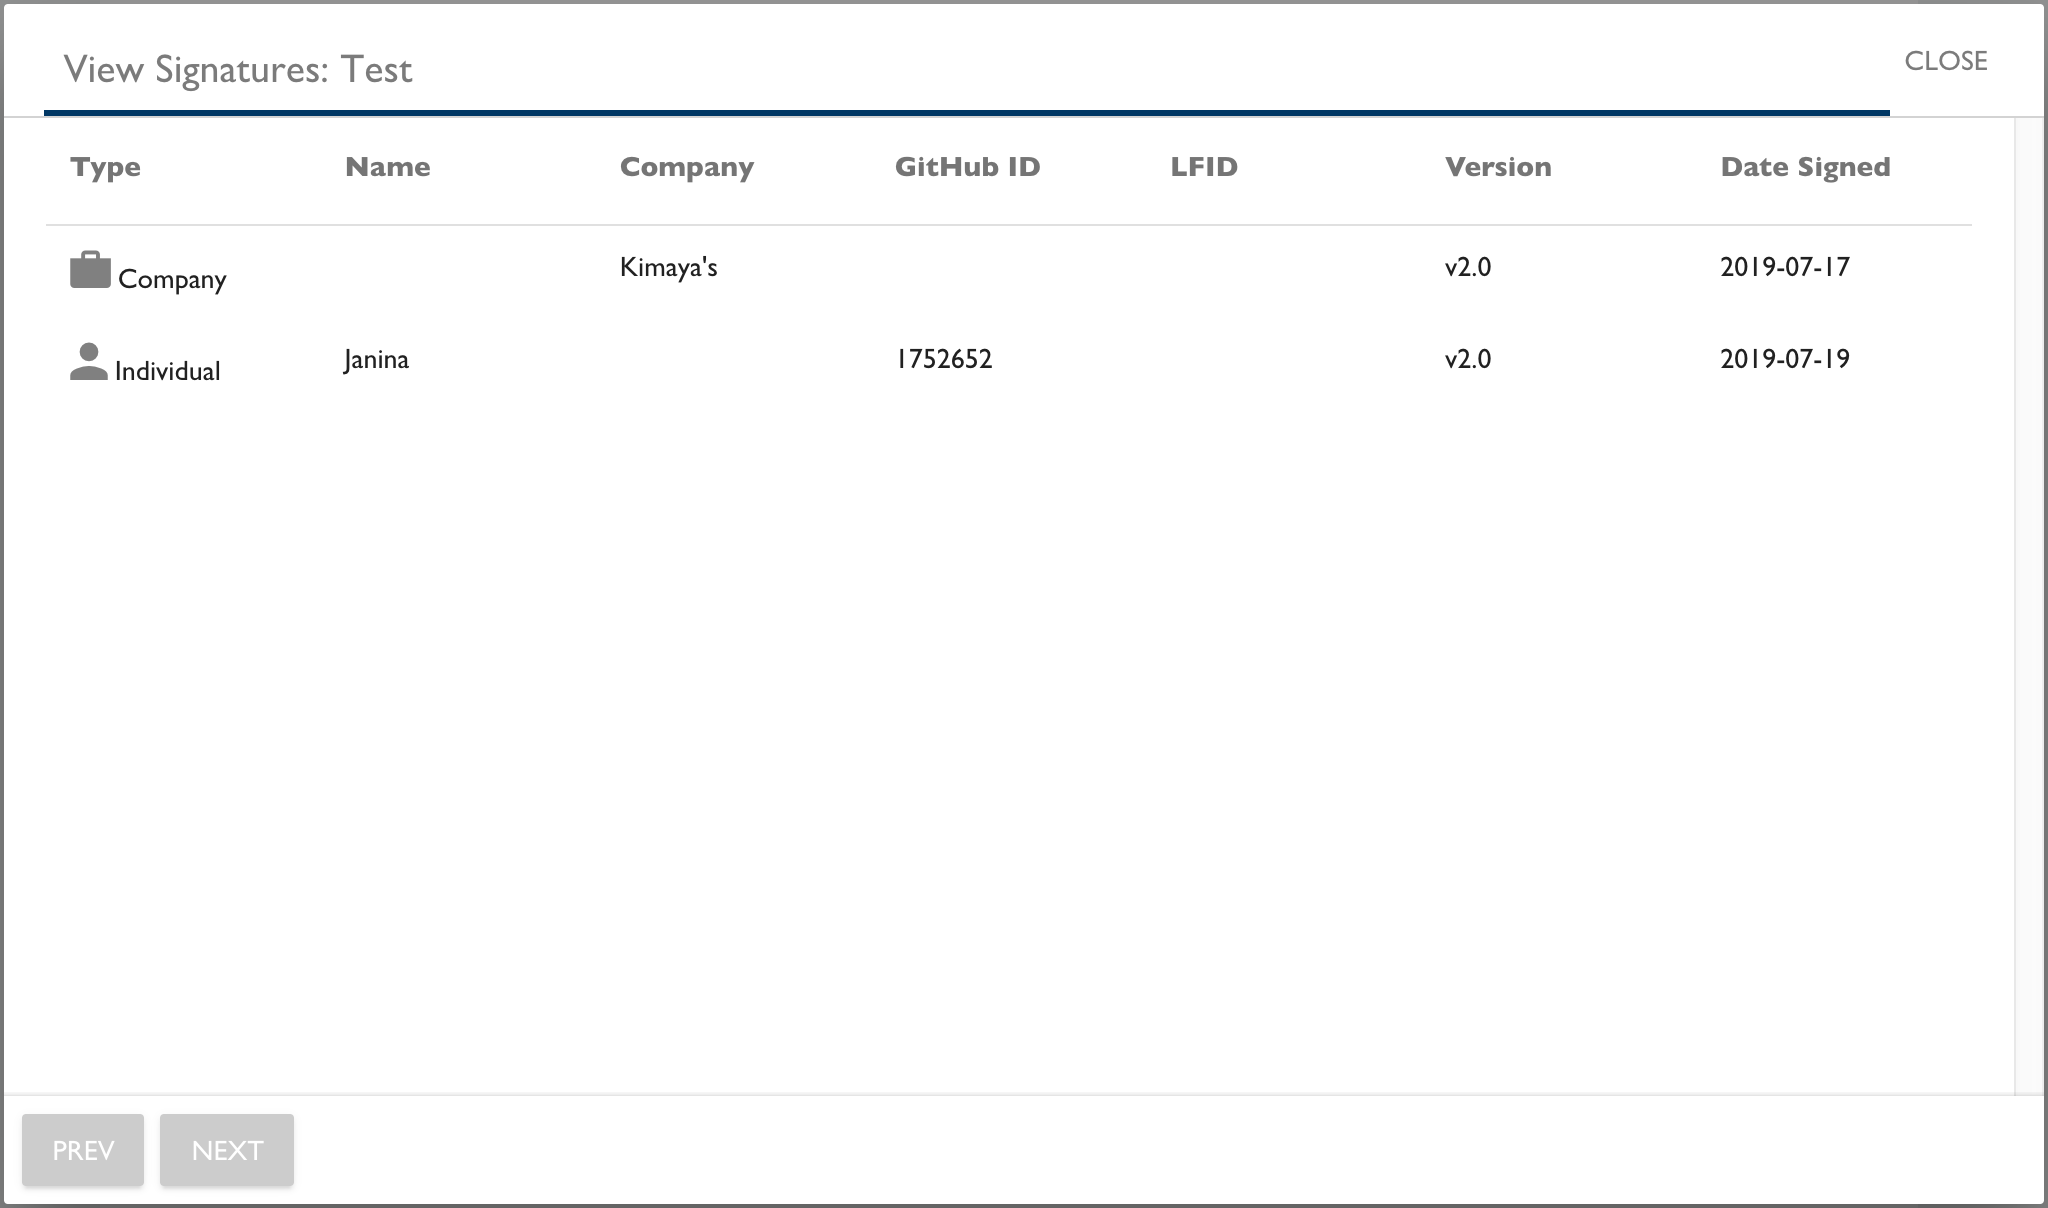 View Signatures: Test
CLOSE
Type Name Company GitHub ID LFID Version Date Signed
Company Kimaya's v2.0 2019-07-17
Individual Janina 1752652 v2.0 2019-07-19
PREV NEXT